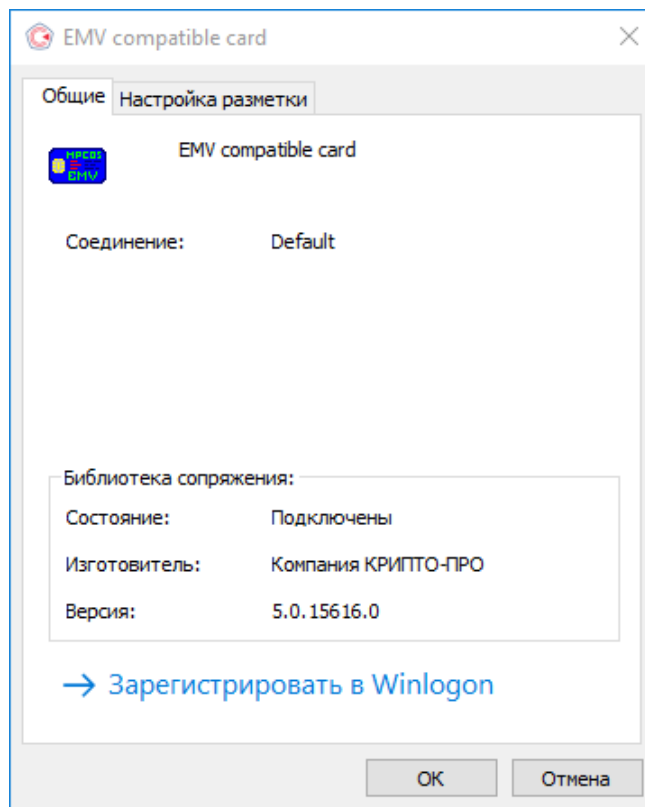 EMV compatible card
Общие Настройка разметки
MPCOS
EMV
EMV compatible card
Соединение: Default
Библиотека сопряжения:
Состояние: Подключены
Изготовитель: Компания КРИПТО-ПРО
Версия: 5.0.15616.0
→ Зарегистрировать в Winlogon
ОК Отмена